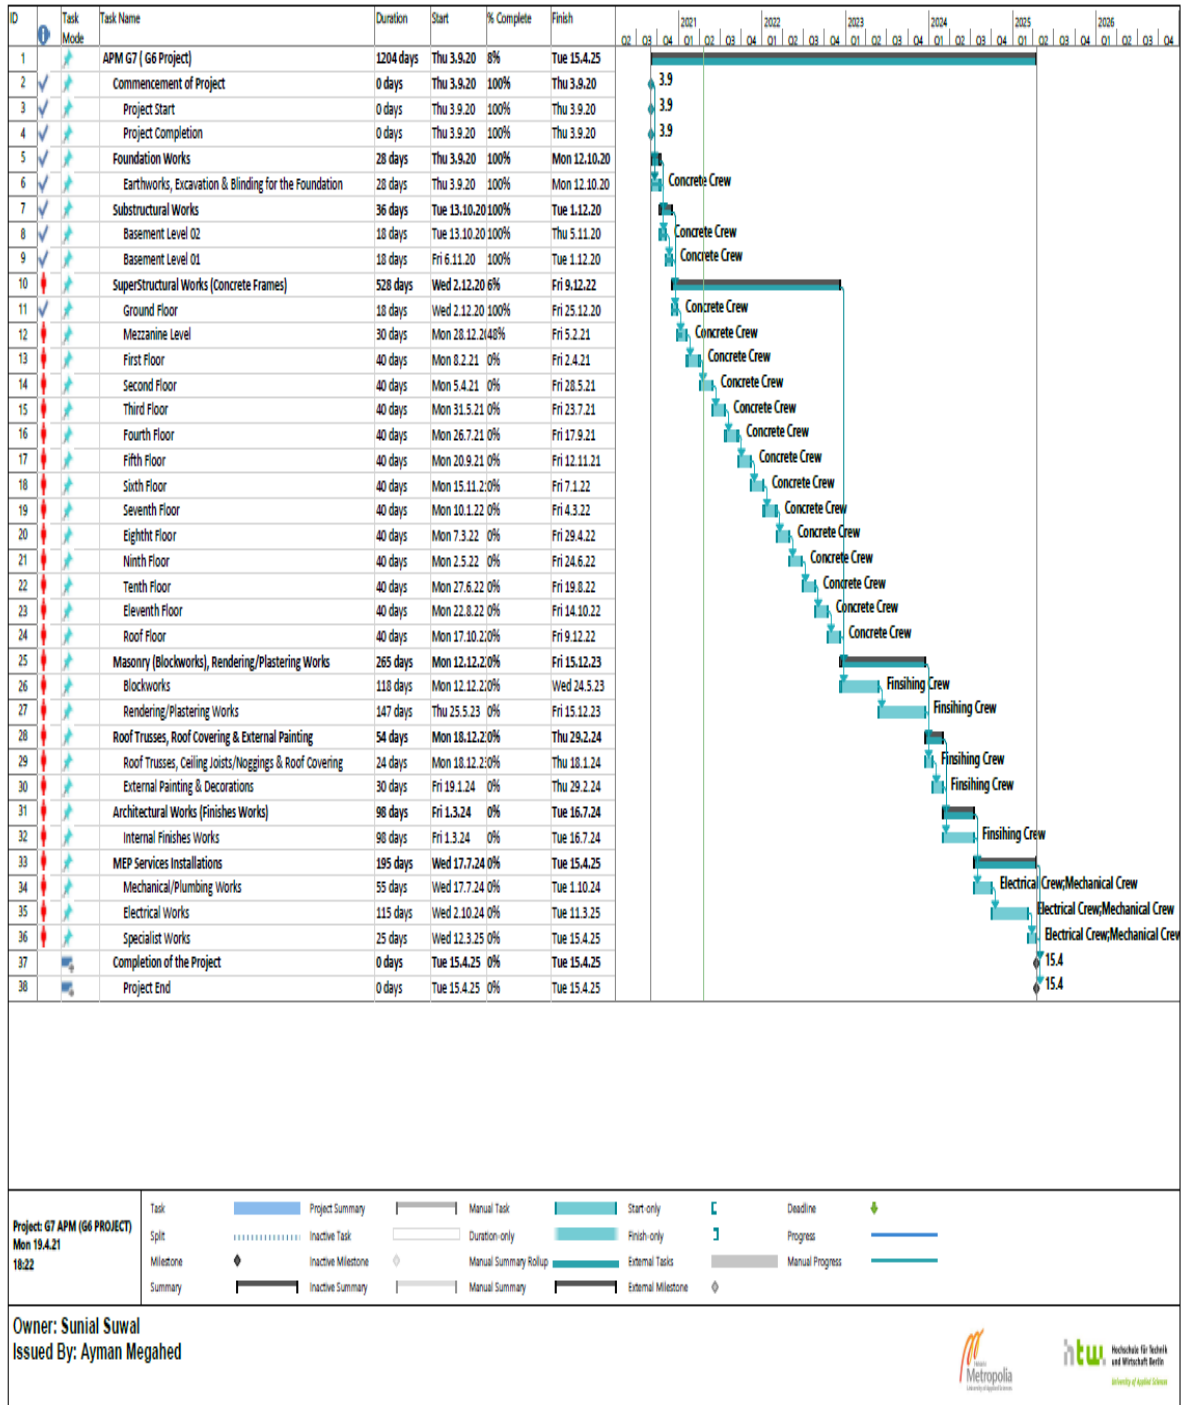 ID Task Mode Task Name Duration Start % Complete Finish
2021 2022 2023 2024 2025 2026
Q2 Q3 Q4 Q1 Q2 Q3 Q4 Q1 Q2 Q3 Q4 Q1 Q2 Q3 Q4 Q1 Q2 Q3 Q4 Q1 Q2 Q3 Q4 Q1 Q2 Q3 Q4
1 APM G7 ( G6 Project) 1204 days Thu 3.9.20 8% Tue 15.4.25
2 Commencement of Project 0 days Thu 3.9.20 100% Thu 3.9.20 3.9
3 Project Start 0 days Thu 3.9.20 100% Thu 3.9.20 3.9
4 Project Completion 0 days Thu 3.9.20 100% Thu 3.9.20 3.9
5 Foundation Works 28 days Thu 3.9.20 100% Mon 12.10.20
6 Earthworks, Excavation & Blinding for the Foundation 28 days Thu 3.9.20 100% Mon 12.10.20 Concrete Crew
7 Substructural Works 36 days Tue 13.10.20 100% Tue 1.12.20
8 Basement Level 02 18 days Tue 13.10.20 100% Thu 5.11.20 Concrete Crew
9 Basement Level 01 18 days Fri 6.11.20 100% Tue 1.12.20 Concrete Crew
10 SuperStructural Works (Concrete Frames) 528 days Wed 2.12.20 6% Fri 9.12.22
11 Ground Floor 18 days Wed 2.12.20 100% Fri 25.12.20 Concrete Crew
12 Mezzanine Level 30 days Mon 28.12.2 48% Fri 5.2.21 Concrete Crew
13 First Floor 40 days Mon 8.2.21 0% Fri 2.4.21 Concrete Crew
14 Second Floor 40 days Mon 5.4.21 0% Fri 28.5.21 Concrete Crew
15 Third Floor 40 days Mon 31.5.21 0% Fri 23.7.21 Concrete Crew
16 Fourth Floor 40 days Mon 26.7.21 0% Fri 17.9.21 Concrete Crew
17 Fifth Floor 40 days Mon 20.9.21 0% Fri 12.11.21 Concrete Crew
18 Sixth Floor 40 days Mon 15.11.2 0% Fri 7.1.22 Concrete Crew
19 Seventh Floor 40 days Mon 10.1.22 0% Fri 4.3.22 Concrete Crew
20 Eightht Floor 40 days Mon 7.3.22 0% Fri 29.4.22 Concrete Crew
21 Ninth Floor 40 days Mon 2.5.22 0% Fri 24.6.22 Concrete Crew
22 Tenth Floor 40 days Mon 27.6.22 0% Fri 19.8.22 Concrete Crew
23 Eleventh Floor 40 days Mon 22.8.22 0% Fri 14.10.22 Concrete Crew
24 Roof Floor 40 days Mon 17.10.2 0% Fri 9.12.22 Concrete Crew
25 Masonry (Blockworks), Rendering/Plastering Works 265 days Mon 12.12.2 0% Fri 15.12.23
26 Blockworks 118 days Mon 12.12.2 0% Wed 24.5.23 Finsihing Crew
27 Rendering/Plastering Works 147 days Thu 25.5.23 0% Fri 15.12.23 Finsihing Crew
28 Roof Trusses, Roof Covering & External Painting 54 days Mon 18.12.2 0% Thu 29.2.24
29 Roof Trusses, Ceiling Joists/Noggings & Roof Covering 24 days Mon 18.12.2 0% Thu 18.1.24 Finsihing Crew
30 External Painting & Decorations 30 days Fri 19.1.24 0% Thu 29.2.24 Finsihing Crew
31 Architectural Works (Finishes Works) 98 days Fri 1.3.24 0% Tue 16.7.24
32 Internal Finishes Works 98 days Fri 1.3.24 0% Tue 16.7.24 Finsihing Crew
33 MEP Services Installations 195 days Wed 17.7.24 0% Tue 15.4.25
34 Mechanical/Plumbing Works 55 days Wed 17.7.24 0% Tue 1.10.24 Electrical Crew;Mechanical Crew
35 Electrical Works 115 days Wed 2.10.24 0% Tue 11.3.25 Electrical Crew;Mechanical Crew
36 Specialist Works 25 days Wed 12.3.25 0% Tue 15.4.25 Electrical Crew;Mechanical Crew
37 Completion of the Project 0 days Tue 15.4.25 0% Tue 15.4.25 15.4
38 Project End 0 days Tue 15.4.25 0% Tue 15.4.25 15.4
Project: G7 APM (G6 PROJECT)
Mon 19.4.21
18:22
Task Project Summary Manual Task Start-only Deadline
Split Inactive Task Duration-only Finish-only Progress
Milestone Inactive Milestone Manual Summary Rollup External Tasks Manual Progress
Summary Inactive Summary Manual Summary External Milestone
Owner: Sunial Suwal
Issued By: Ayman Megahed
Metropolia
htw. Hochschule für Technik
und Wirtschaft Berlin
University of Applied Sciences